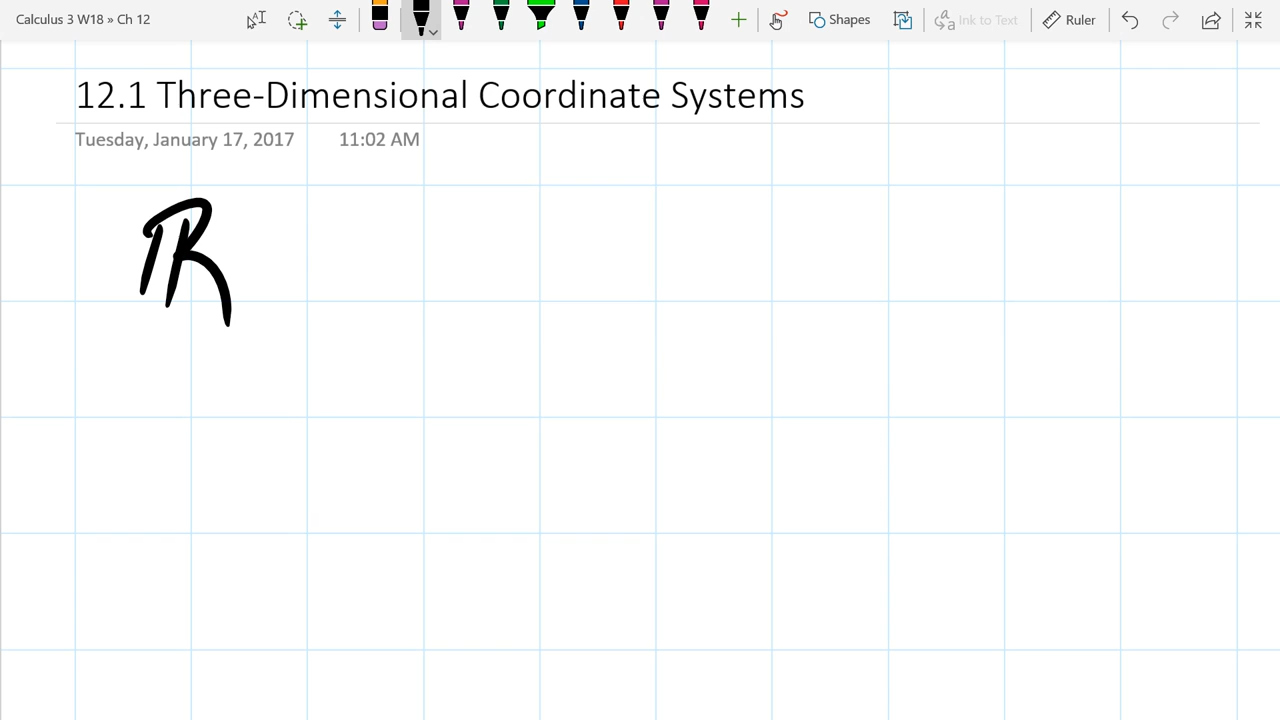 Calculus 3 W18 » Ch 12
Shapes
Ink to Text
Ruler
12.1 Three-Dimensional Coordinate Systems
Tuesday, January 17, 2017 11:02 AM
ℝ